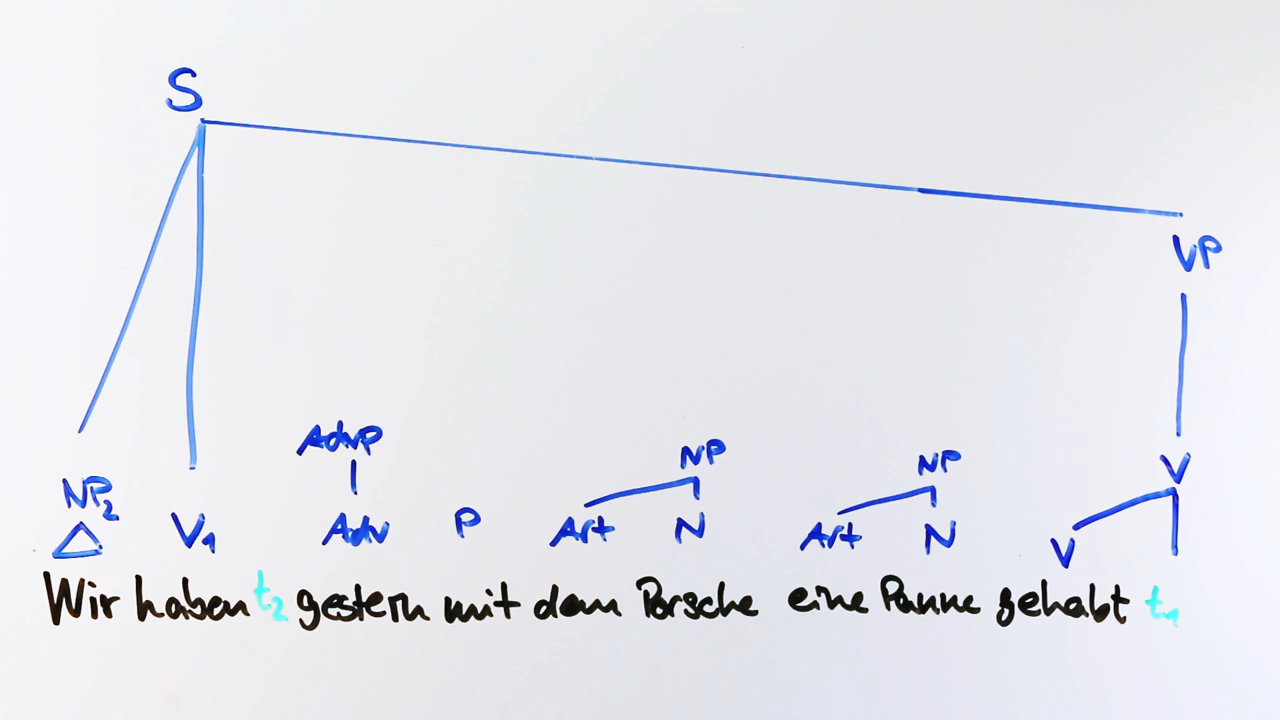 S
VP
AdvP NP NP V
NP₂ V₁ Adv P Art N Art N V
Wir haben t₂ gestern mit dem Porsche eine Panne gehabt t₁